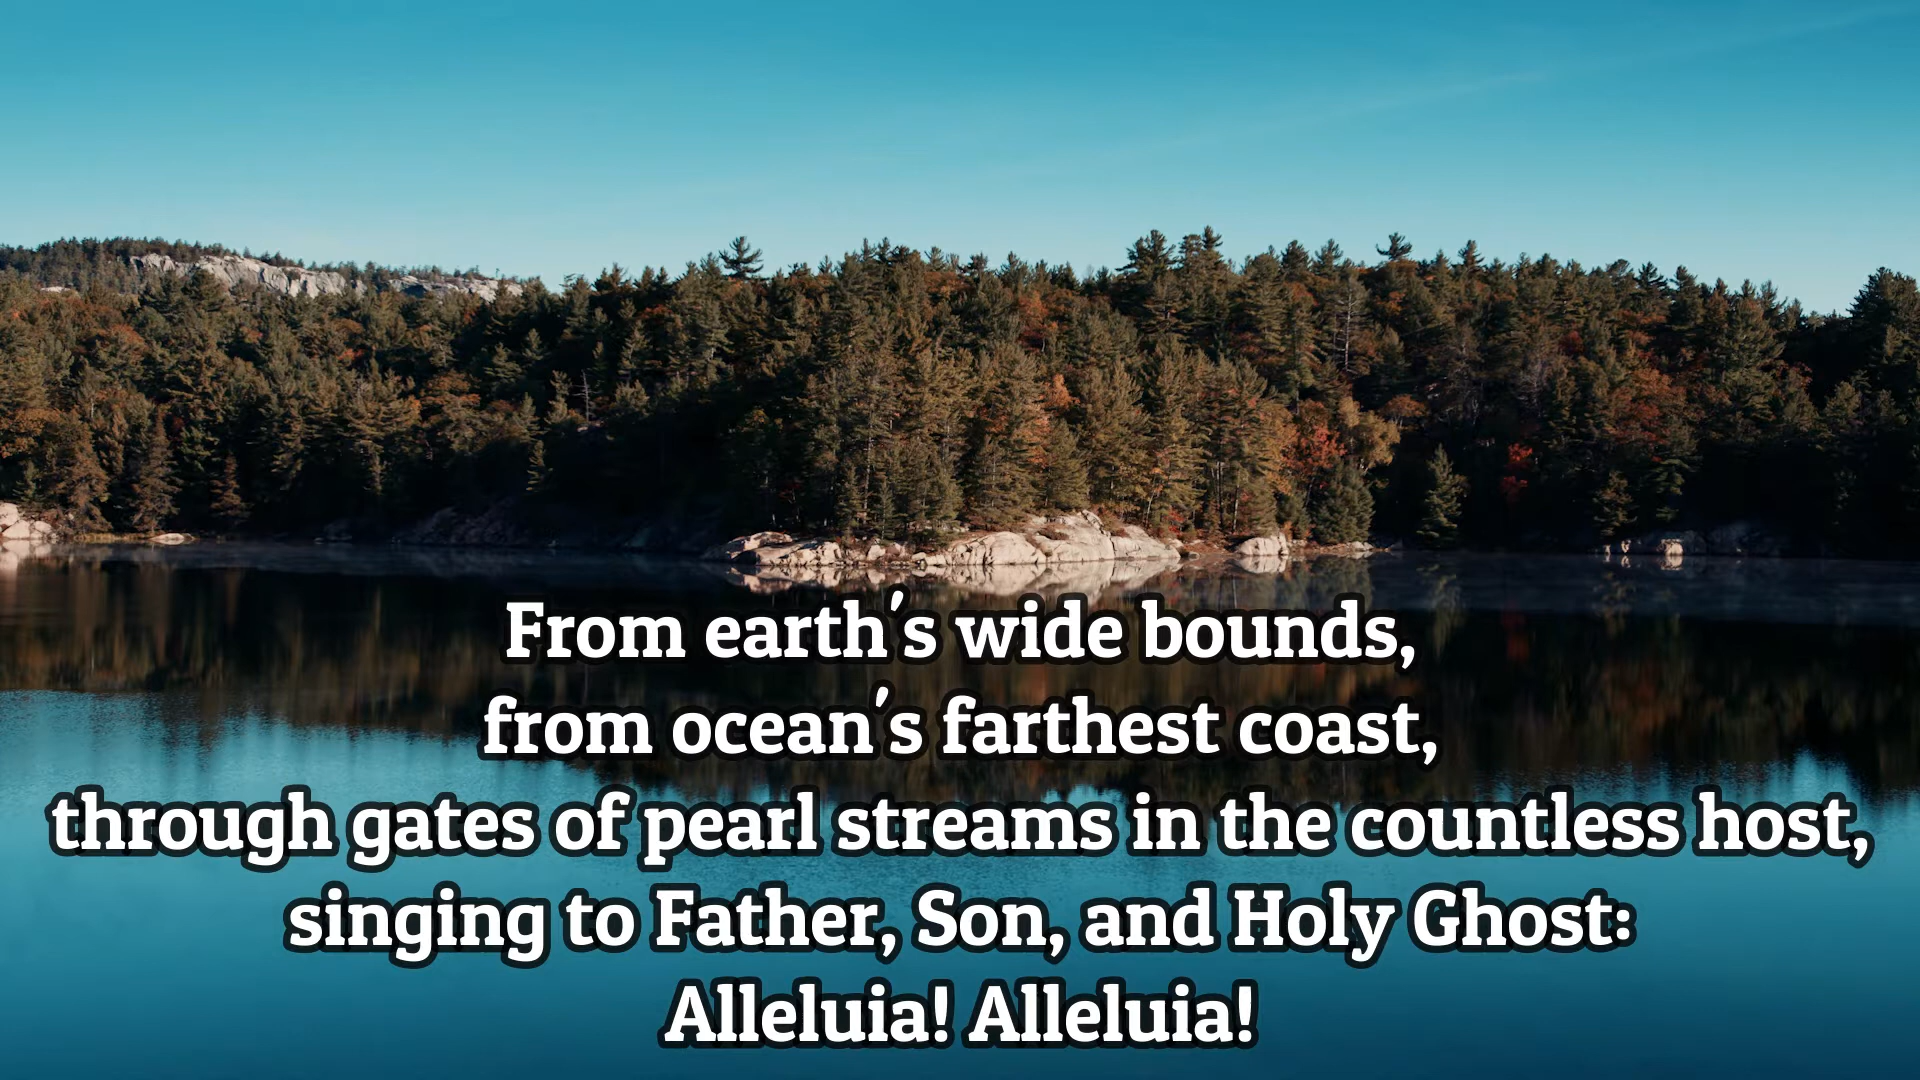 From earth's wide bounds,
from ocean's farthest coast,
through gates of pearl streams in the countless host,
singing to Father, Son, and Holy Ghost:
Alleluia! Alleluia!